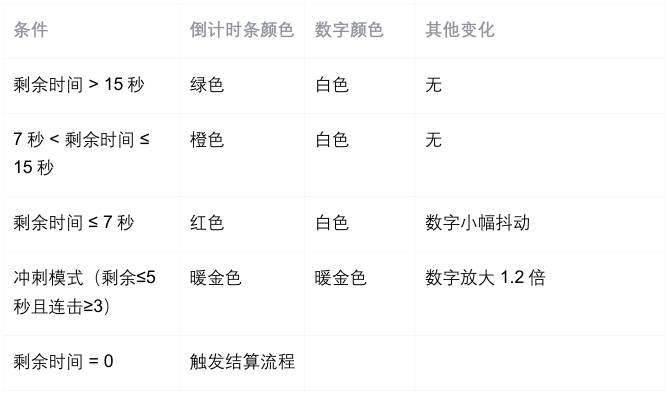 条件 倒计时条颜色 数字颜色 其他变化
剩余时间 > 15 秒 绿色 白色 无
7 秒 < 剩余时间 ≤ 橙色 白色 无
15 秒
剩余时间 ≤ 7 秒 红色 白色 数字小幅抖动
冲刺模式（剩余≤5 暖金色 暖金色 数字放大 1.2 倍
秒且连击≥3）
剩余时间 = 0 触发结算流程